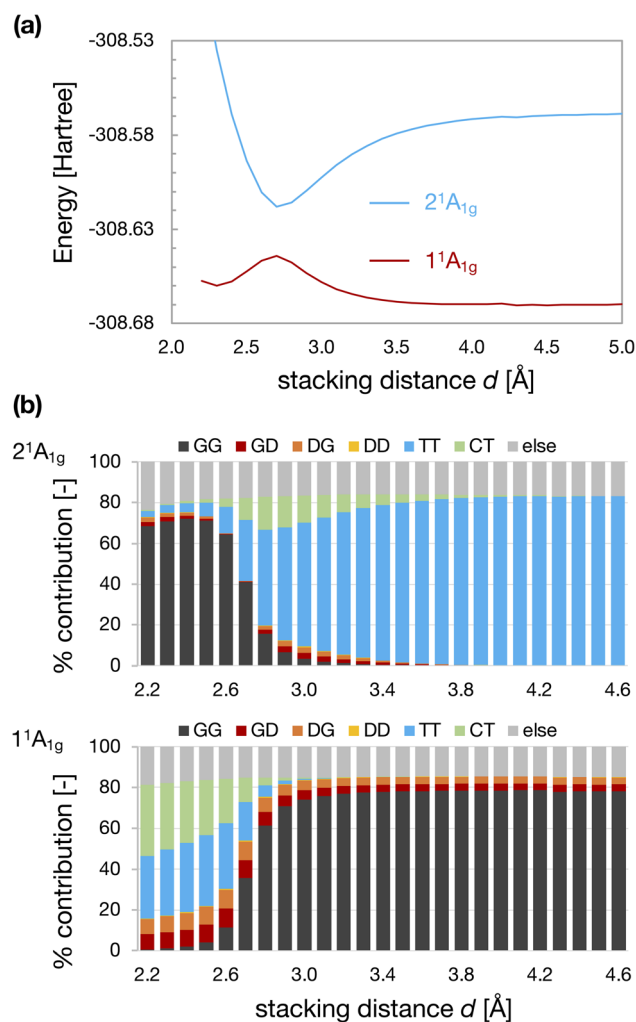 (a)
-308.53
-308.58
-308.63
-308.68
Energy [Hartree]
2¹A₁g
1¹A₁g
2.0 2.5 3.0 3.5 4.0 4.5 5.0
stacking distance d [Å]
(b)
2¹A₁g
GG GD DG DD TT CT else
100
80
60
40
20
0
% contribution [-]
2.2 2.6 3.0 3.4 3.8 4.2 4.6
1¹A₁g
GG GD DG DD TT CT else
100
80
60
40
20
0
% contribution [-]
2.2 2.6 3.0 3.4 3.8 4.2 4.6
stacking distance d [Å]